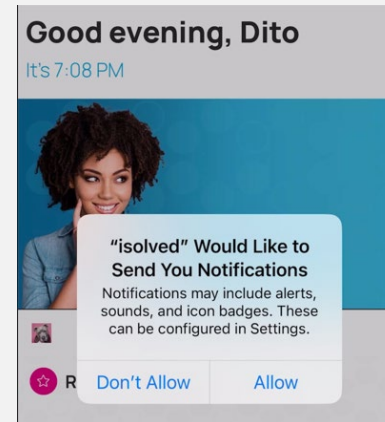 Good evening, Dito
It's 7:08 PM
“isolved” Would Like to
Send You Notifications
Notifications may include alerts,
sounds, and icon badges. These
can be configured in Settings.
R
Don’t Allow
Allow